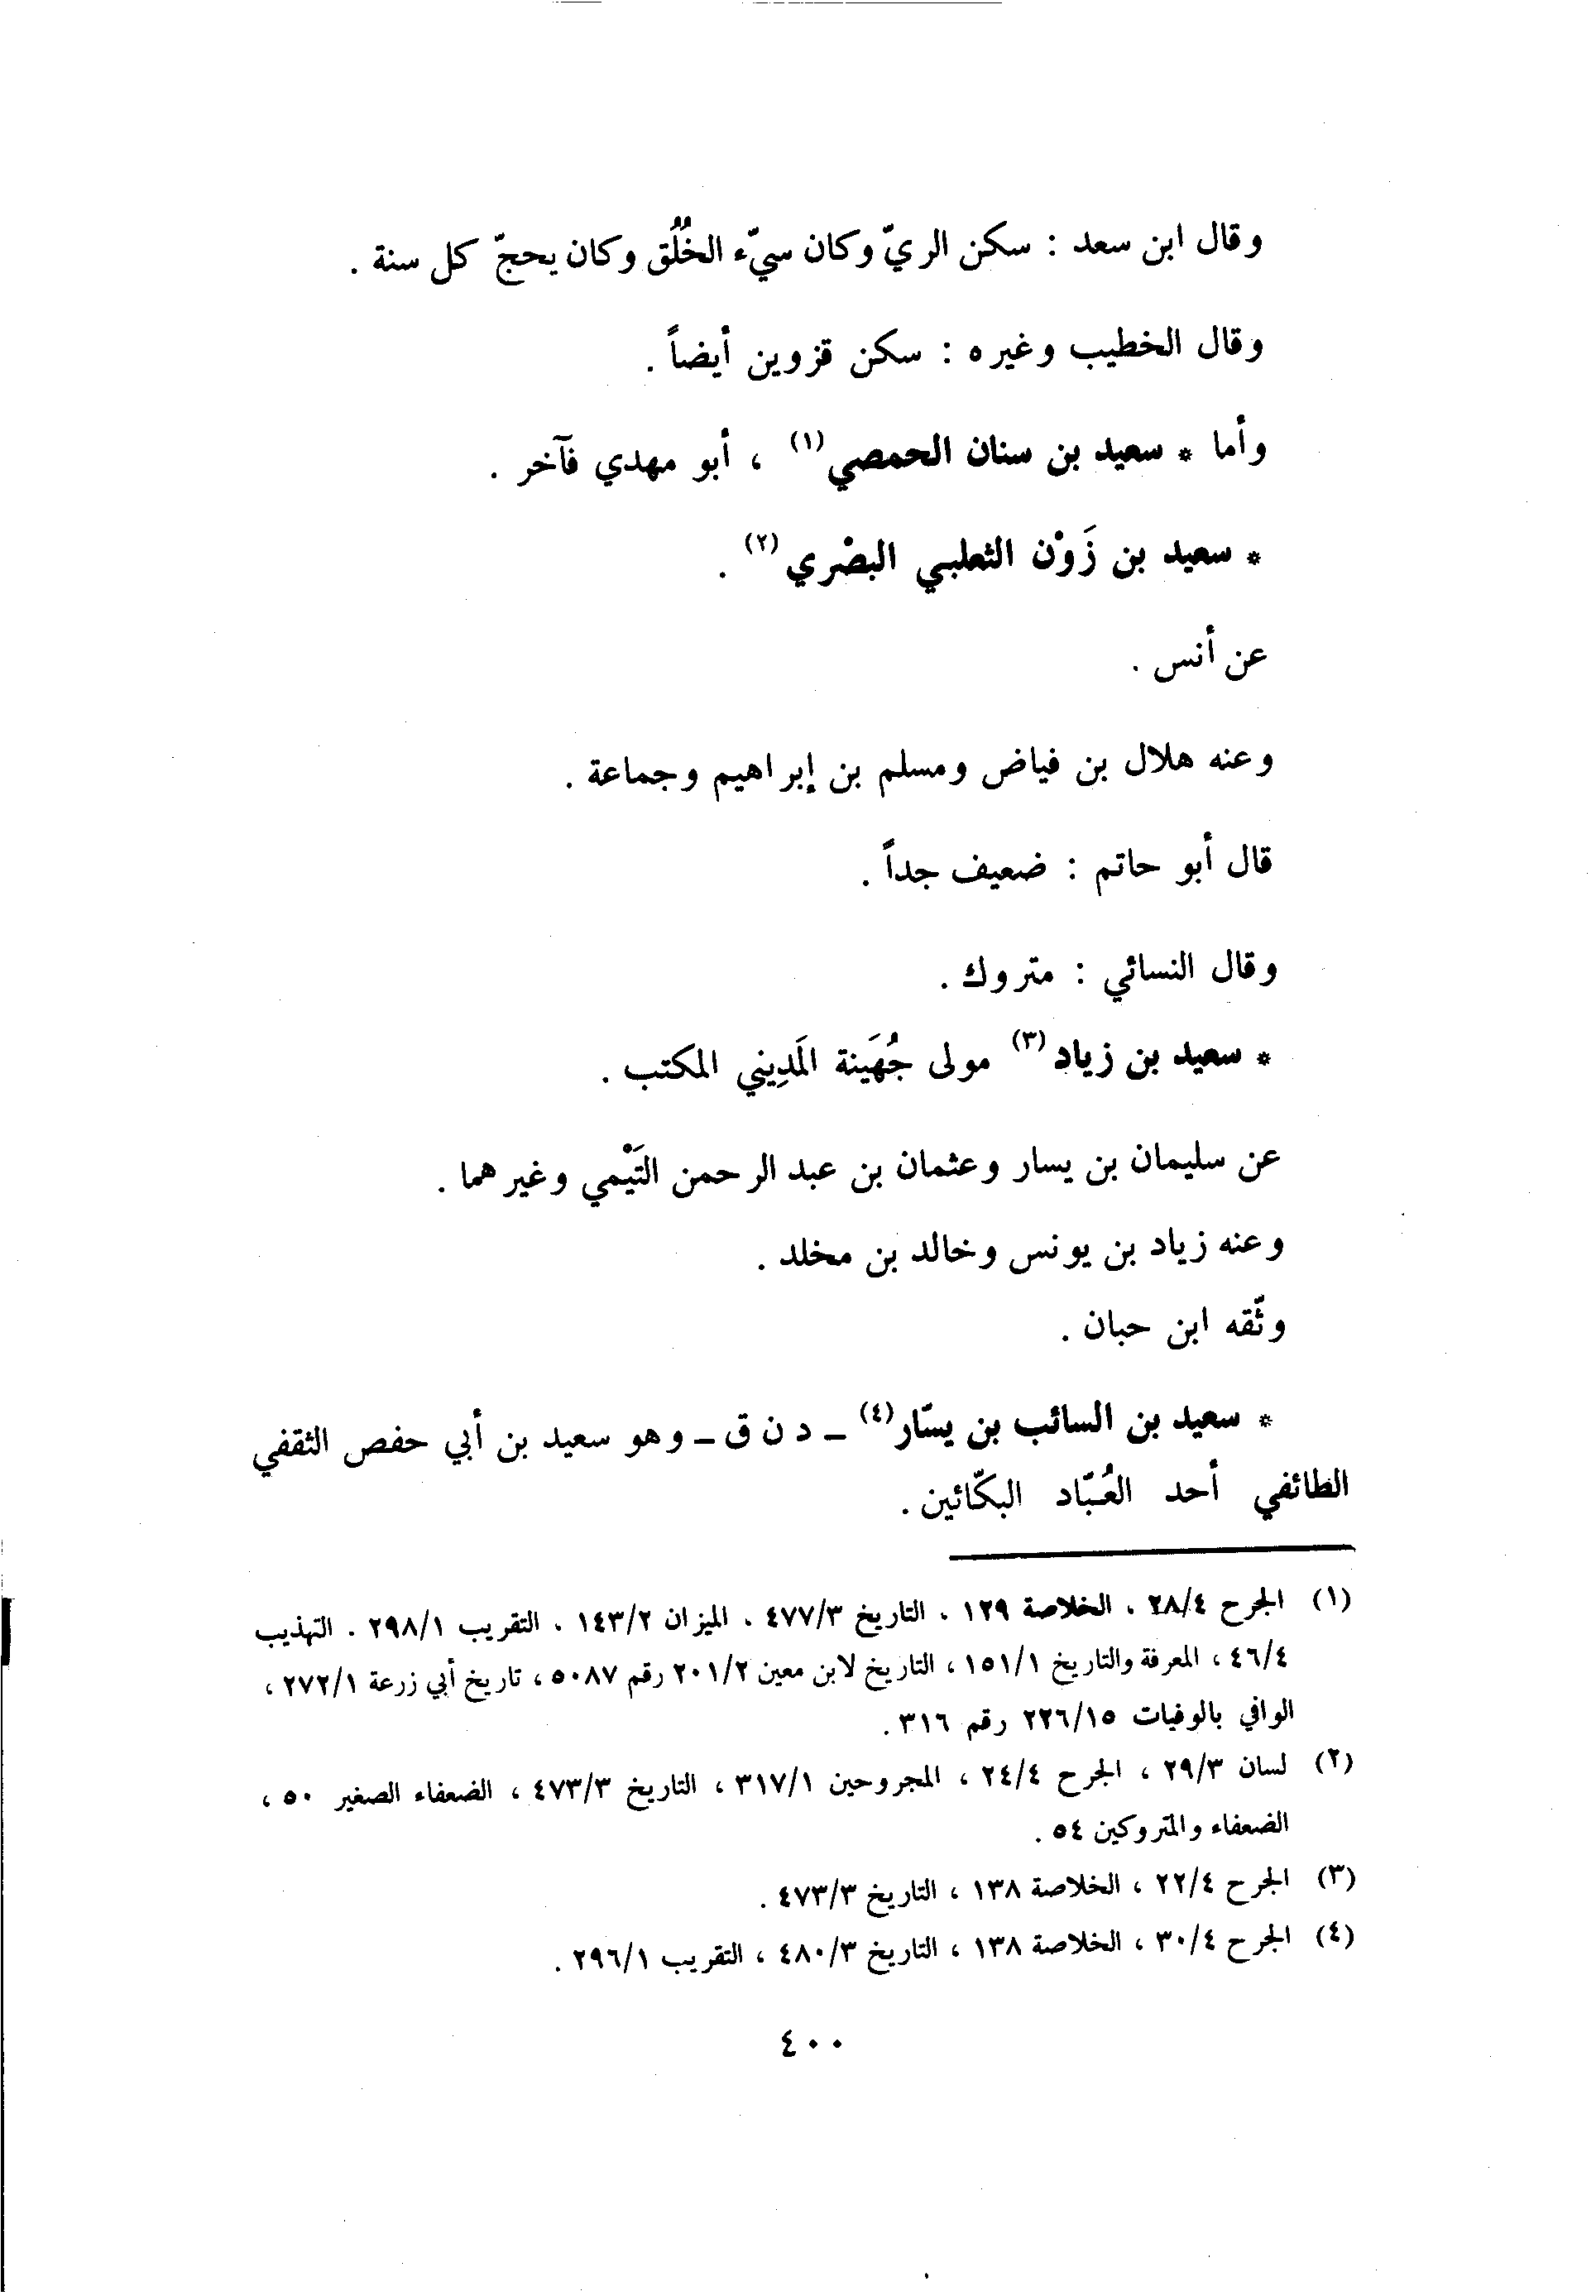 وقال ابن سعد : سكن الريّ وكان سيّء الخُلُق وكان يحجّ كل سنة .
وقال الخطيب وغيره : سكن قزوين أيضاً .
وأما * سعيد بن سنان الحمصي(١) ، أبو مهدي فآخر .
* سعيد بن زَوْن الثعلبي البصْري(٢) .
عن أنس .
وعنه هلال بن فياض ومسلم بن إبراهيم وجماعة .
قال أبو حاتم : ضعيف جداً .
وقال النسائي : متروك .
* سعيد بن زياد(٣) مولى جُهَينة المَدِيني المكتب .
عن سليمان بن يسار وعثمان بن عبد الرحمن التَيْمي وغيرهما .
وعنه زياد بن يونس وخالد بن مخلد .
وثّقه ابن حبان .
* سعيد بن السائب بن يسّار(٤) ـ د ن ق ـ وهو سعيد بن أبي حفص الثقفي
الطائفي أحد العُبّاد البكّائين .
(١) الجرح ٢٨/٤ ، الخلاصة ١٢٩ ، التاريخ ٤٧٧/٣ ، الميزان ١٤٣/٢ ، التقريب ٢٩٨/١ . التهذيب
٤٦/٤ ، المعرفة والتاريخ ١٥١/١ ، التاريخ لابن معين ٢٠١/٢ رقم ٥٠٨٧ ، تاريخ أبي زرعة ٢٧٢/١ ،
الوافي بالوفيات ٢٢٦/١٥ رقم ٣١٦ .
(٢) لسان ٢٩/٣ ، الجرح ٢٤/٤ ، المجروحين ٣١٧/١ ، التاريخ ٤٧٣/٣ ، الضعفاء الصغير ٥٠ ،
الضعفاء والمتروكين ٥٤ .
(٣) الجرح ٢٢/٤ ، الخلاصة ١٣٨ ، التاريخ ٤٧٣/٣ .
(٤) الجرح ٣٠/٤ ، الخلاصة ١٣٨ ، التاريخ ٤٨٠/٣ ، التقريب ٢٩٦/١ .
٤٠٠